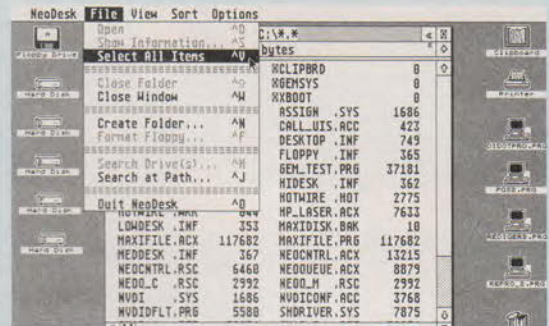 NeoDesk File View Sort Options
Open ^O
Show Information... ^S
Select All Items ^V
Close Folder
Close Window ^W
Create Folder... ^N
Format Floppy... ^F
Search Drive(s)...
Search at Path... ^J
Quit NeoDesk ^Q
Floppy Drive
Hard Disk
Hard Disk
Hard Disk
Hard Disk
C:\*.*
bytes
CLIPBRD 0
GEMSYS 0
XBOOT 0
ASSIGN .SYS 1686
CALL_UIS.ACC 423
DESKTOP .INF 749
FLOPPY .INF 365
GEM_TEST.PRG 37181
HIDESK .INF 362
HOTWIRE .HOT 2775
HOTWIRE 844 HP_LASER.ACX 7633
LOWDESK .INF 353 MAXIDISK.BAK 10
MAXIFILE.ACX 117682 MAXIFILE.PRG 117682
MEDDESK .INF 367 NEOCNTRL.ACX 13215
NEOCNTRL.RSC 6460 NEOQUEUE.ACX 8879
NEOD_C .RSC 2992 NEOD_M .RSC 2992
NVDI .SYS 1686 NVDICONF.ACC 3768
NVDIDFLT.PRG 5580 SHDRIVER.SYS 7875
Clipboard
Printer